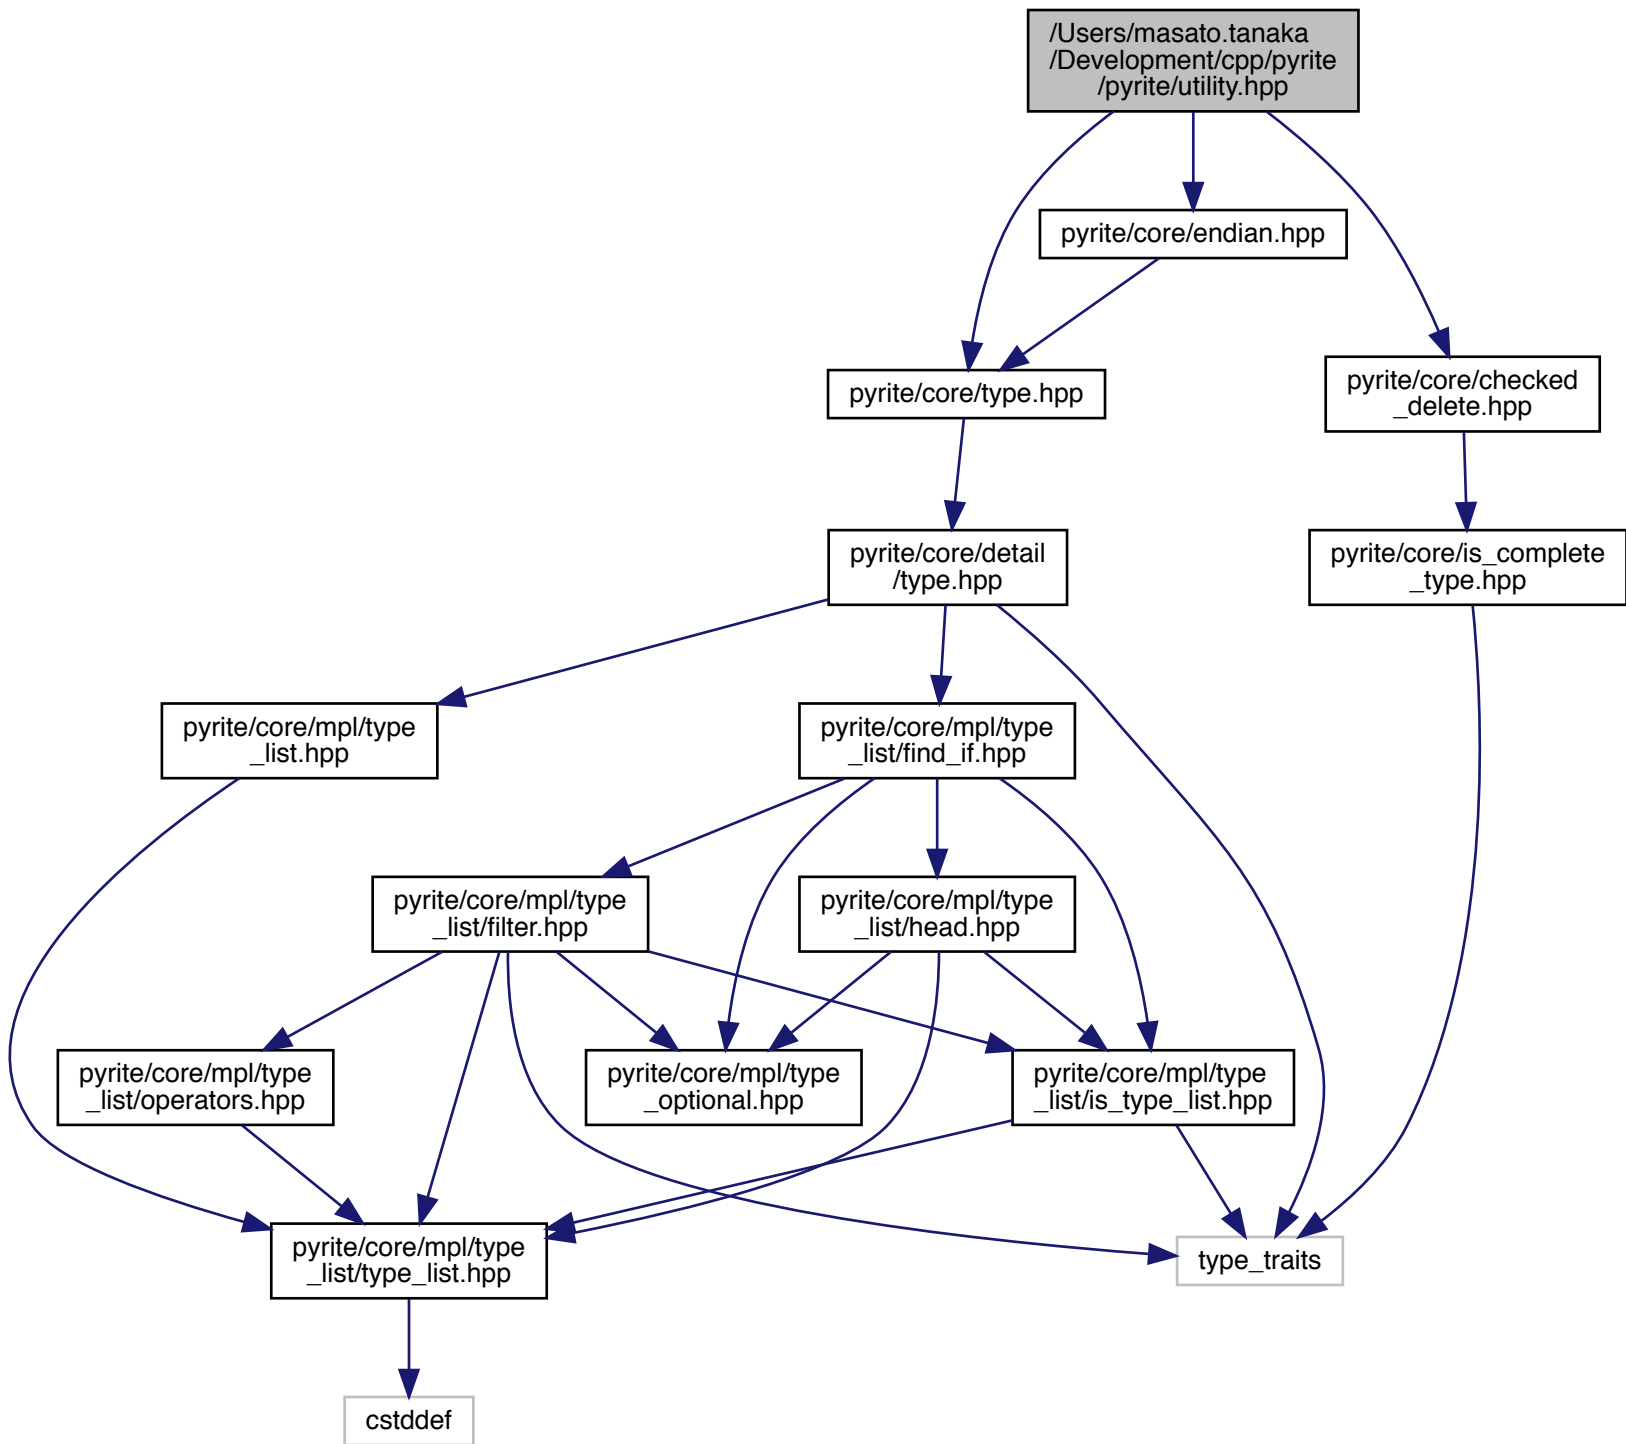 /Users/masato.tanaka
/Development/cpp/pyrite
/pyrite/utility.hpp
pyrite/core/endian.hpp
pyrite/core/type.hpp
pyrite/core/checked
_delete.hpp
pyrite/core/detail
/type.hpp
pyrite/core/is_complete
_type.hpp
pyrite/core/mpl/type
_list.hpp
pyrite/core/mpl/type
_list/find_if.hpp
pyrite/core/mpl/type
_list/filter.hpp
pyrite/core/mpl/type
_list/head.hpp
pyrite/core/mpl/type
_list/operators.hpp
pyrite/core/mpl/type
_optional.hpp
pyrite/core/mpl/type
_list/is_type_list.hpp
pyrite/core/mpl/type
_list/type_list.hpp
type_traits
cstddef